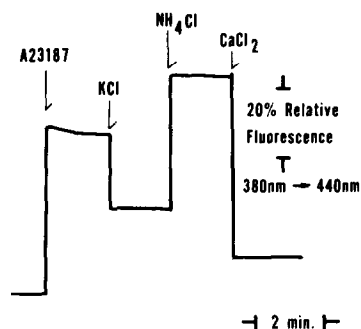 NH4Cl
A23187
CaCl2
KCl
20% Relative
Fluorescence
380nm → 440nm
2 min.